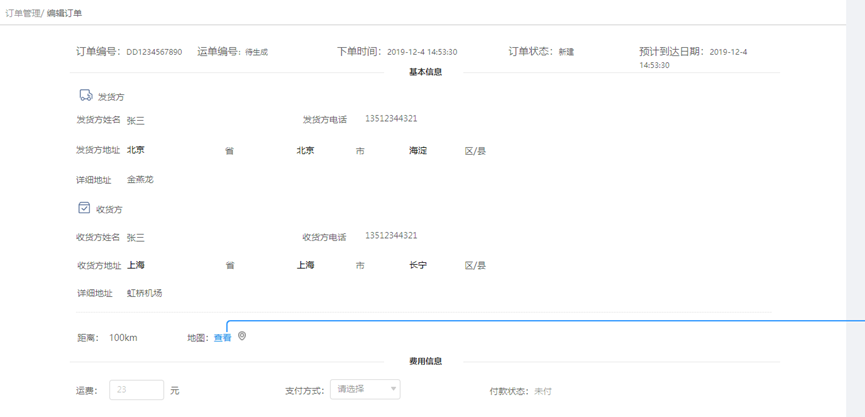 订单管理/ 编辑订单
订单编号：DD1234567890 运单编号：待生成 下单时间：2019-12-4 14:53:30 订单状态：新建 预计到达日期：2019-12-4
14:53:30
基本信息
发货方
发货方姓名 张三 发货方电话 13512344321
发货方地址 北京 省 北京 市 海淀 区/县
详细地址 金燕龙
收货方
收货方姓名 张三 收货方电话 13512344321
收货方地址 上海 省 上海 市 长宁 区/县
详细地址 虹桥机场
距离： 100km 地图：查看
费用信息
运费： 23 元 支付方式： 请选择 付款状态： 未付